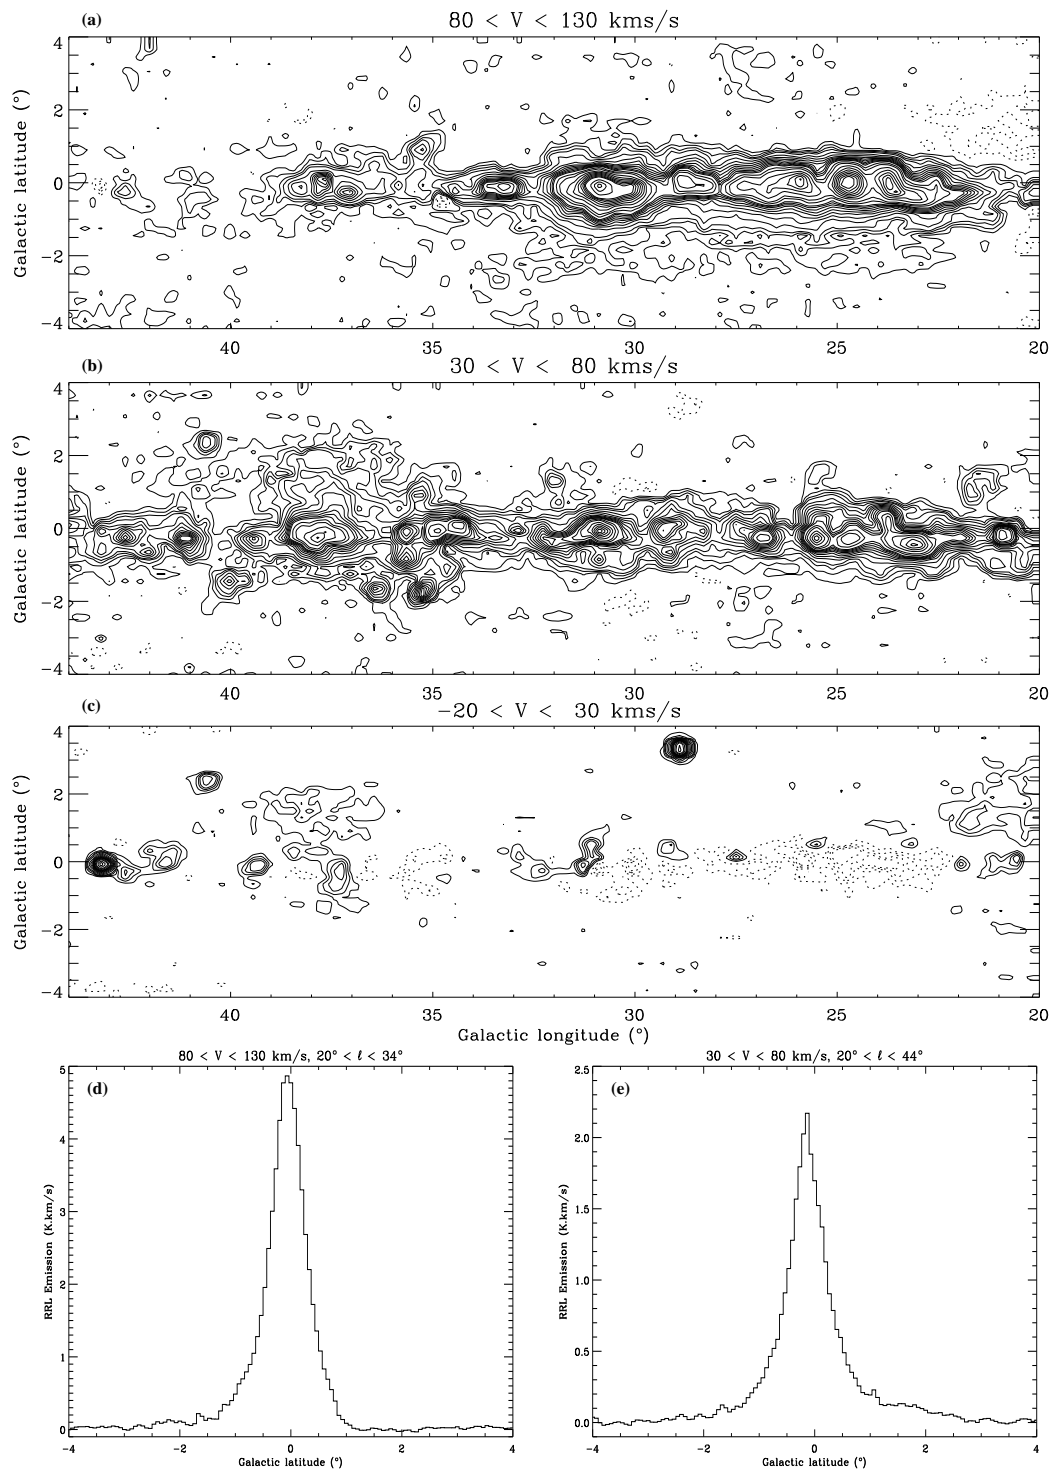 (a)
80 < V < 130 kms/s
Galactic latitude (°)
4
2
0
−2
−4
40 35 30 25 20
(b)
30 < V < 80 kms/s
Galactic latitude (°)
4
2
0
−2
−4
40 35 30 25 20
(c)
−20 < V < 30 kms/s
Galactic latitude (°)
4
2
0
−2
−4
40 35 30 25 20
Galactic longitude (°)
80 < V < 130 km/s, 20° < ℓ < 34°
(d)
RRL Emission (K.km/s)
5
4
3
2
1
0
−4 −2 0 2 4
Galactic latitude (°)
30 < V < 80 km/s, 20° < ℓ < 44°
(e)
RRL Emission (K.km/s)
2.5
2.0
1.5
1.0
0.5
0.0
−4 −2 0 2 4
Galactic latitude (°)